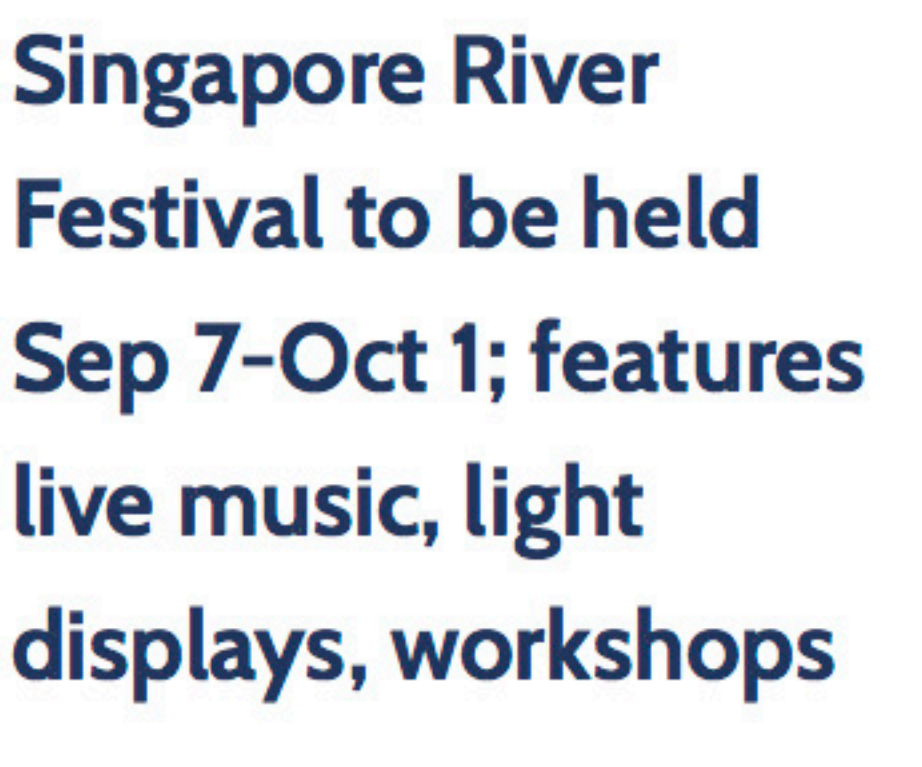 Singapore River
Festival to be held
Sep 7-Oct 1; features
live music, light
displays, workshops